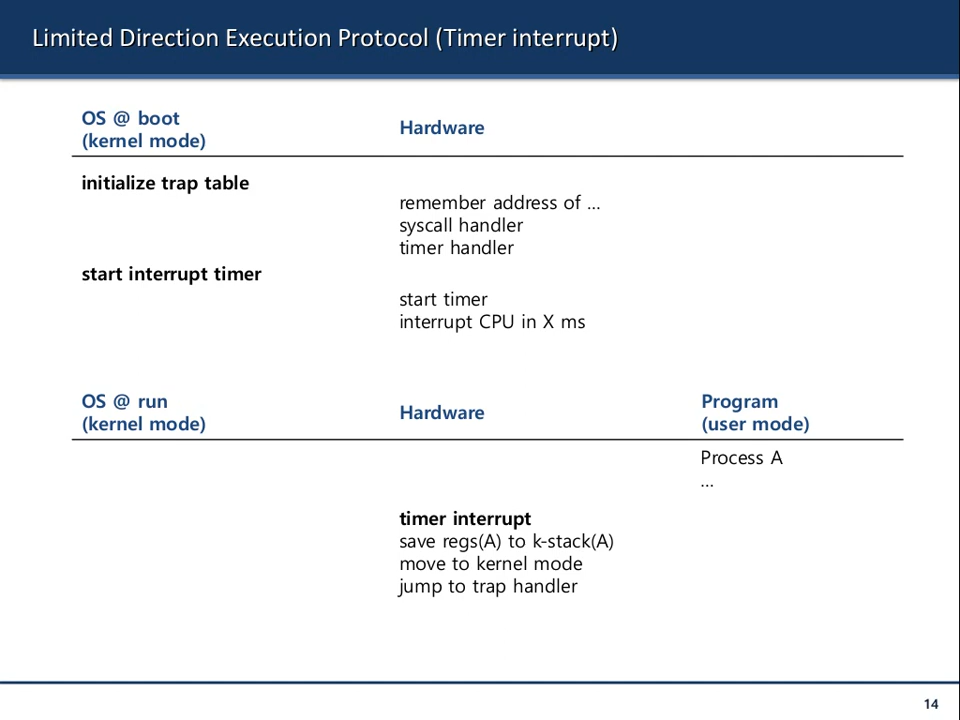 Limited Direction Execution Protocol (Timer interrupt)
OS @ boot
(kernel mode)
Hardware
initialize trap table
remember address of …
syscall handler
timer handler
start interrupt timer
start timer
interrupt CPU in X ms
OS @ run
(kernel mode)
Hardware
Program
(user mode)
Process A
…
timer interrupt
save regs(A) to k-stack(A)
move to kernel mode
jump to trap handler
14